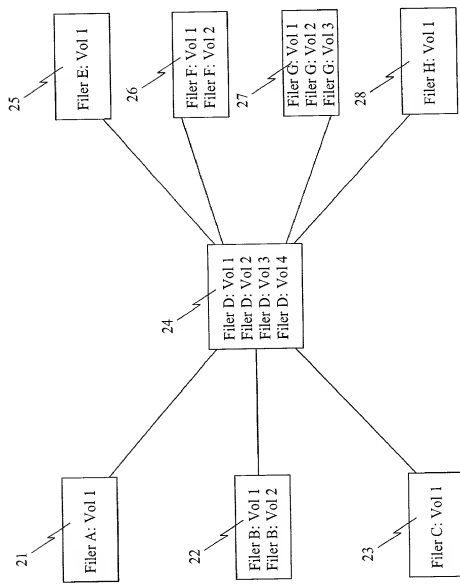 21
Filer A: Vol 1
22
Filer B: Vol 1
Filer B: Vol 2
23
Filer C: Vol 1
24
Filer D: Vol 1
Filer D: Vol 2
Filer D: Vol 3
Filer D: Vol 4
25
Filer E: Vol 1
26
Filer F: Vol 1
Filer F: Vol 2
27
Filer G: Vol 1
Filer G: Vol 2
Filer G: Vol 3
28
Filer H: Vol 1